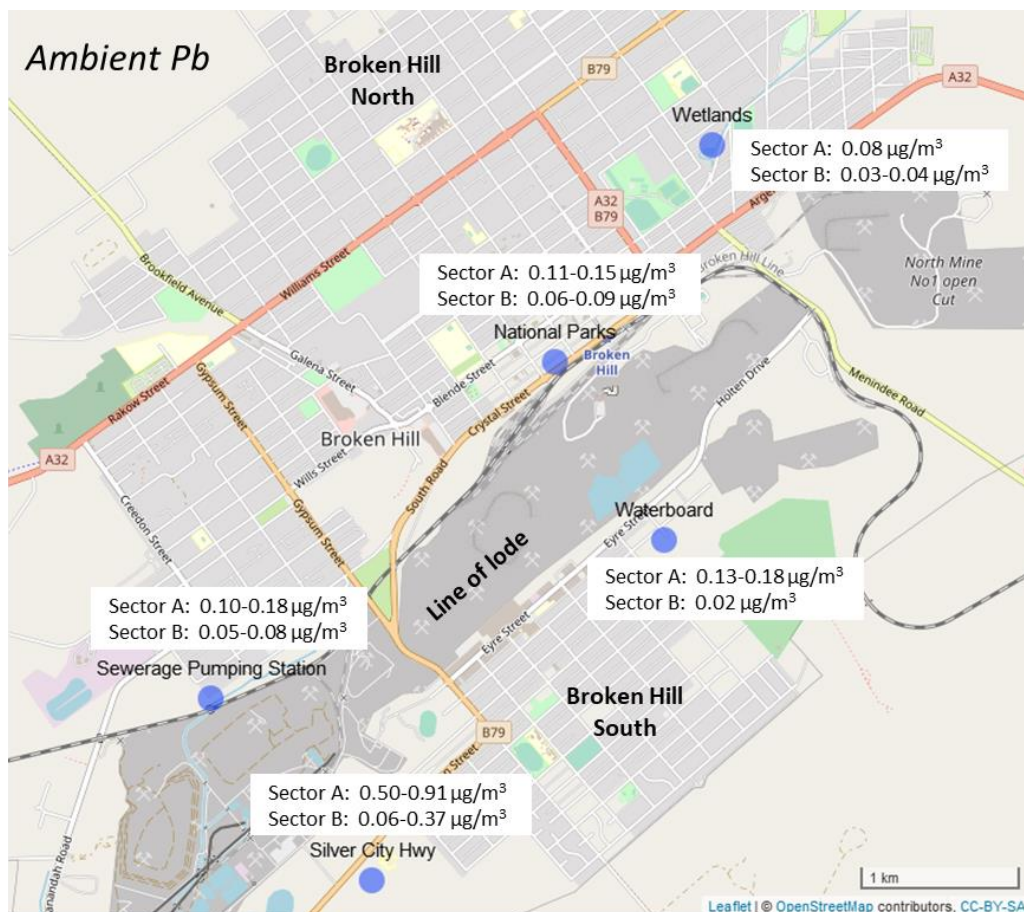 Ambient Pb
Broken Hill
North
B79
A32
Wetlands
Sector A: 0.08 µg/m³
Sector B: 0.03-0.04 µg/m³
A32
B79
Brookfield Avenue
Williams Street
Sector A: 0.11-0.15 µg/m³
Sector B: 0.06-0.09 µg/m³
Broken Hill Line
North Mine
No1 open
Cut
National Parks
Broken
Hill
Galena Street
Blende Street
Crystal Street
Holten Drive
Menindee Road
Rakow Street
Gypsum Street
Broken Hill
A32
Wills Street
South Road
Creedon Street
Gypsum Street
Waterboard
Eyre Street
Line of lode
Sector A: 0.13-0.18 µg/m³
Sector B: 0.02 µg/m³
Sector A: 0.10-0.18 µg/m³
Sector B: 0.05-0.08 µg/m³
Eyre Street
Sewerage Pumping Station
Broken Hill
South
B79
Street
Sector A: 0.50-0.91 µg/m³
Sector B: 0.06-0.37 µg/m³
Silver City Hwy
Road
1 km
Leaflet | © OpenStreetMap contributors, CC-BY-SA